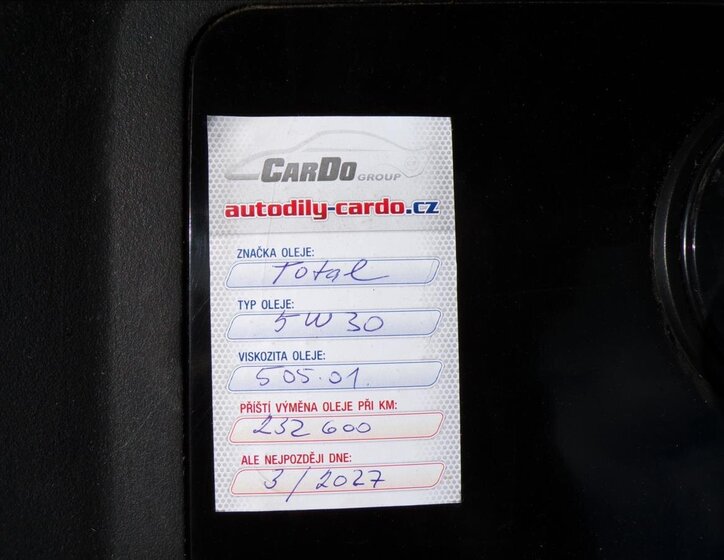 CARDO GROUP
autodily-cardo.cz
ZNAČKA OLEJE:
Total
TYP OLEJE:
5W30
VISKOZITA OLEJE:
505.01.
PŘÍŠTÍ VÝMĚNA OLEJE PŘI KM:
232 600
ALE NEJPOZDĚJI DNE:
3/2027